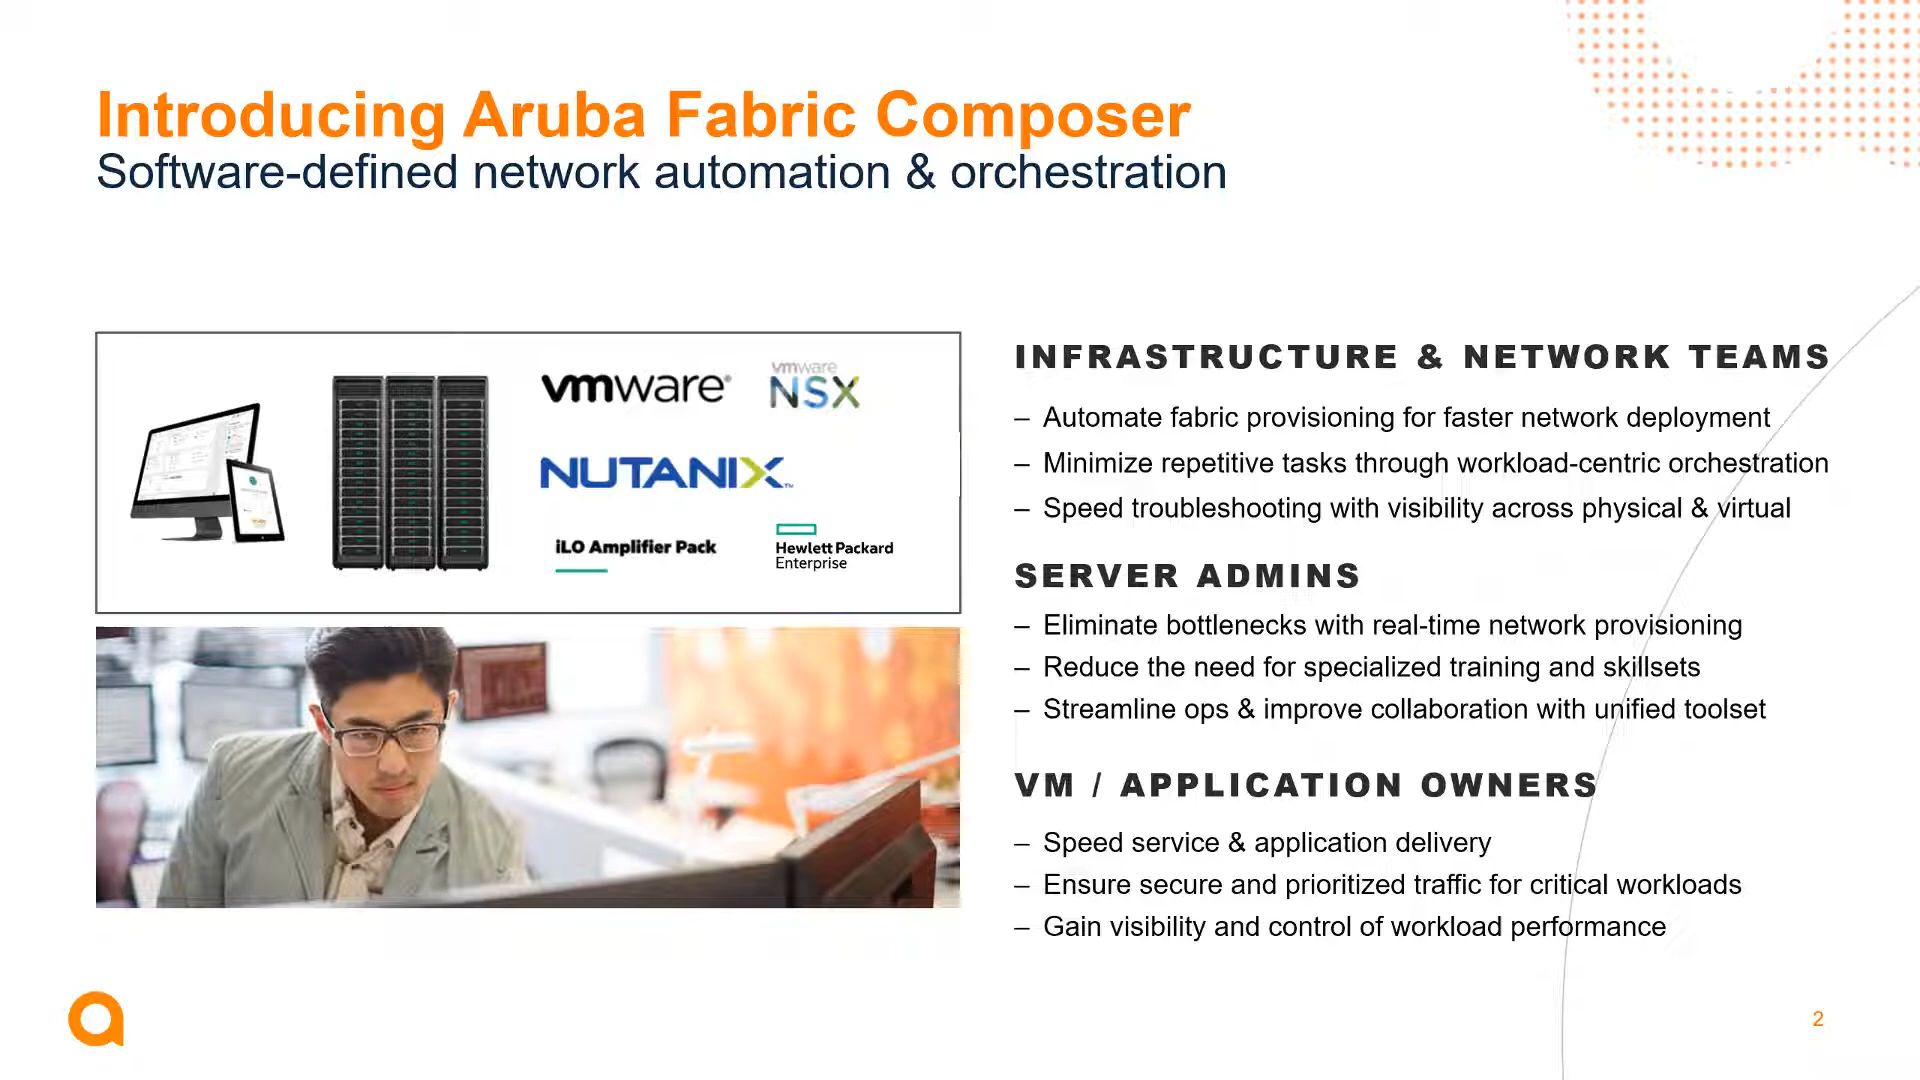 Introducing Aruba Fabric Composer
Software-defined network automation & orchestration
vmware®
vmware
NSX
NUTANIX™
iLO Amplifier Pack
Hewlett Packard
Enterprise
INFRASTRUCTURE & NETWORK TEAMS
– Automate fabric provisioning for faster network deployment
– Minimize repetitive tasks through workload-centric orchestration
– Speed troubleshooting with visibility across physical & virtual
SERVER ADMINS
– Eliminate bottlenecks with real-time network provisioning
– Reduce the need for specialized training and skillsets
– Streamline ops & improve collaboration with unified toolset
VM / APPLICATION OWNERS
– Speed service & application delivery
– Ensure secure and prioritized traffic for critical workloads
– Gain visibility and control of workload performance
2